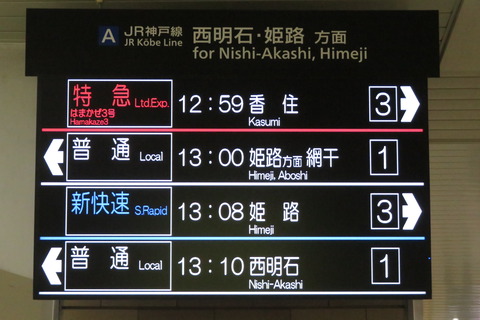 A JR神戸線 西明石・姫路 方面
JR Kōbe Line for Nishi-Akashi, Himeji
特急 Ltd.Exp. 12:59 香住 3
はまかぜ3号 Kasumi
Hamakaze3
普通 Local 13:00 姫路方面 網干 1
Himeji, Aboshi
新快速 S.Rapid 13:08 姫路 3
Himeji
普通 Local 13:10 西明石 1
Nishi-Akashi